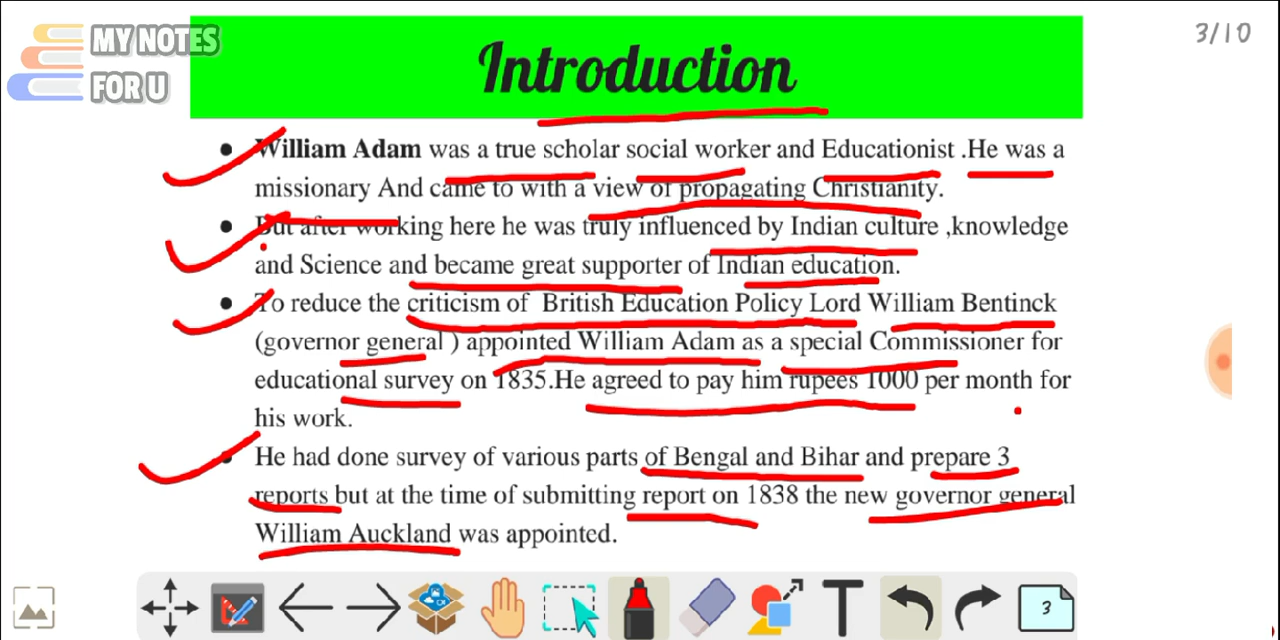 MY NOTES
FOR U
3/10
Introduction
William Adam was a true scholar social worker and Educationist .He was a
missionary And came to with a view of propagating Christianity.
But after working here he was truly influenced by Indian culture ,knowledge
and Science and became great supporter of Indian education.
To reduce the criticism of British Education Policy Lord William Bentinck
(governor general ) appointed William Adam as a special Commissioner for
educational survey on 1835.He agreed to pay him rupees 1000 per month for
his work.
He had done survey of various parts of Bengal and Bihar and prepare 3
reports but at the time of submitting report on 1838 the new governor general
William Auckland was appointed.
T
3